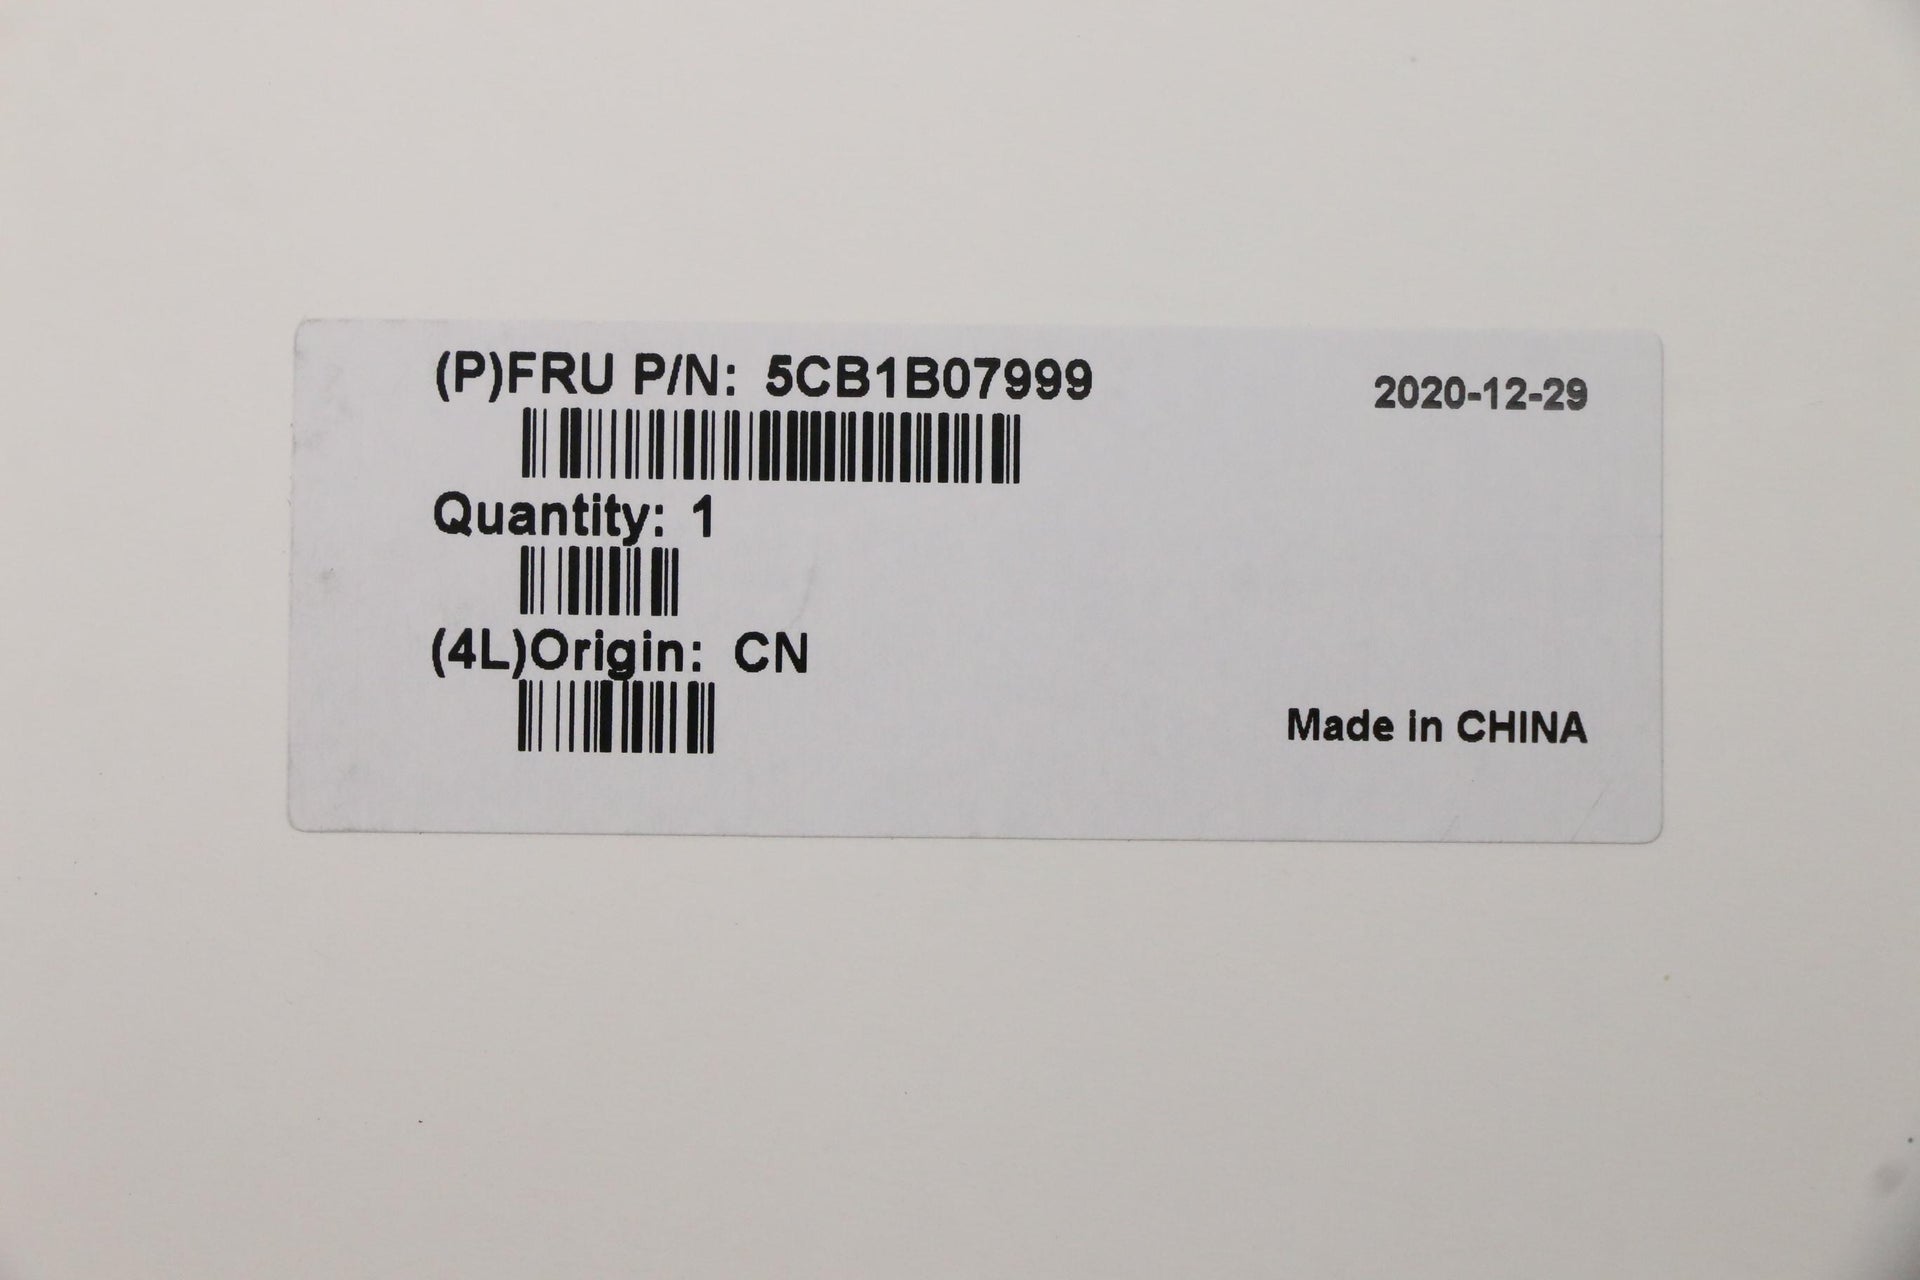 (P)FRU P/N: 5CB1B07999
2020-12-29
Quantity: 1
(4L)Origin: CN
Made in CHINA